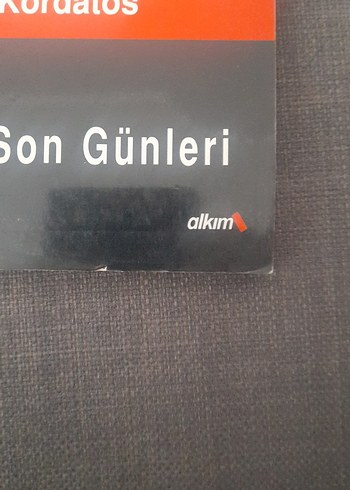 Kordatos
Son Günleri
alkım